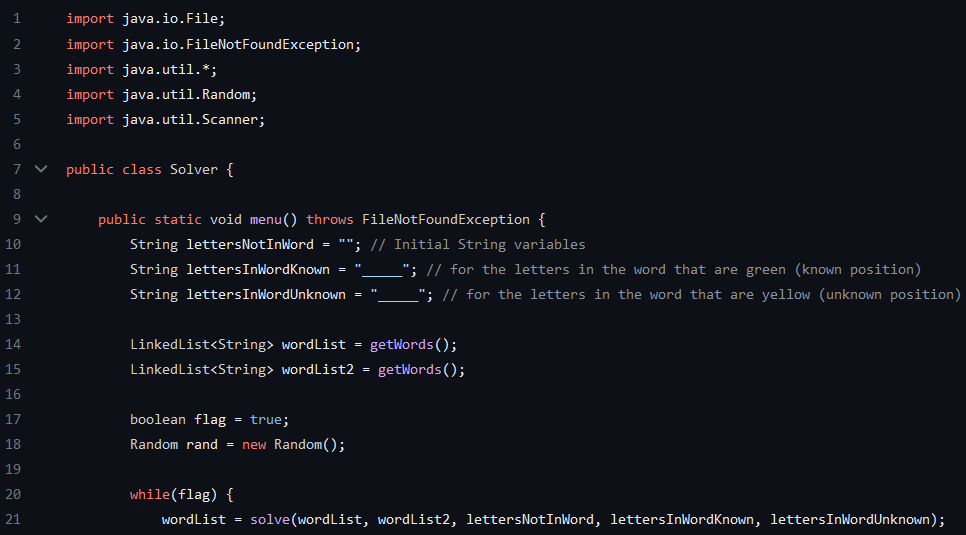 1 import java.io.File;
2 import java.io.FileNotFoundException;
3 import java.util.*;
4 import java.util.Random;
5 import java.util.Scanner;
6
7 public class Solver {
8
9 public static void menu() throws FileNotFoundException {
10 String lettersNotInWord = ""; // Initial String variables
11 String lettersInWordKnown = "_____"; // for the letters in the word that are green (known position)
12 String lettersInWordUnknown = "_____"; // for the letters in the word that are yellow (unknown position)
13
14 LinkedList<String> wordList = getWords();
15 LinkedList<String> wordList2 = getWords();
16
17 boolean flag = true;
18 Random rand = new Random();
19
20 while(flag) {
21 wordList = solve(wordList, wordList2, lettersNotInWord, lettersInWordKnown, lettersInWordUnknown);